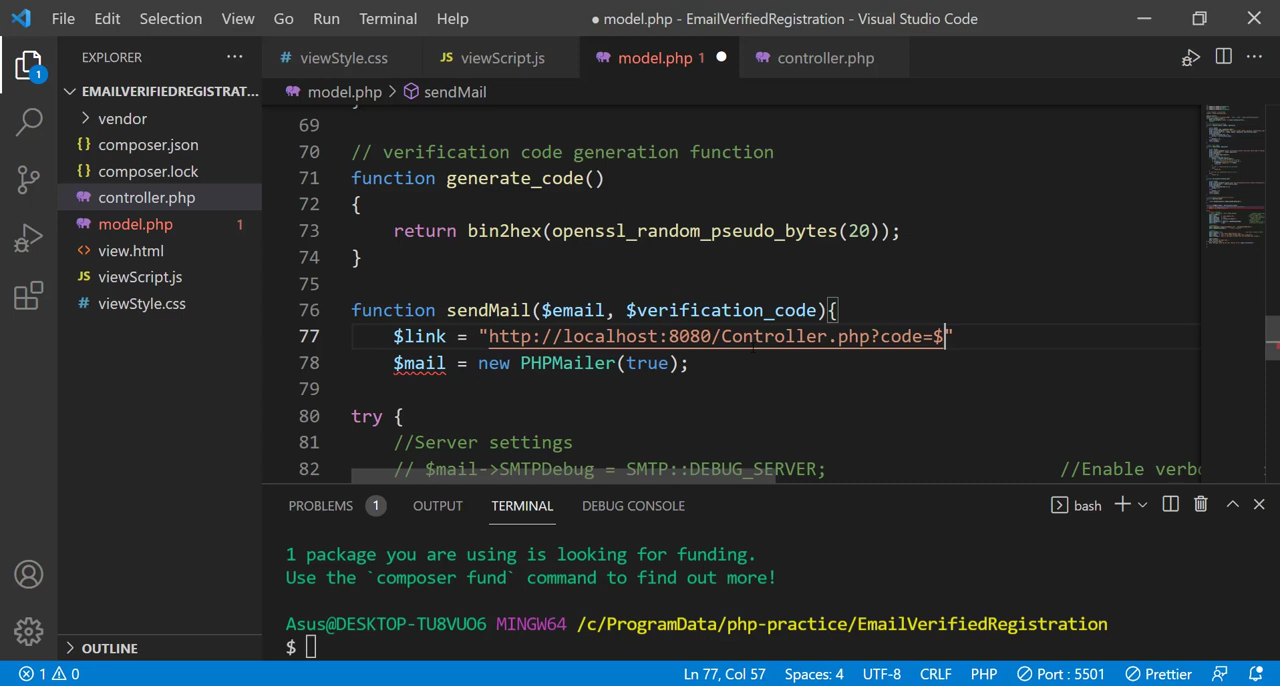 File Edit Selection View Go Run Terminal Help
● model.php - EmailVerifiedRegistration - Visual Studio Code
EXPLORER ...
# viewStyle.css
JS viewScript.js
model.php 1 ●
controller.php
EMAILVERIFIEDREGISTRAT...
vendor
{} composer.json
{} composer.lock
controller.php
model.php 1
<> view.html
JS viewScript.js
# viewStyle.css
OUTLINE
1
model.php > sendMail
69
70 // verification code generation function
71 function generate_code()
72 {
73 return bin2hex(openssl_random_pseudo_bytes(20));
74 }
75
76 function sendMail($email, $verification_code){
77 $link = "http://localhost:8080/Controller.php?code=$"
78 $mail = new PHPMailer(true);
79
80 try {
81 //Server settings
82 // $mail->SMTPDebug = SMTP::DEBUG_SERVER; //Enable verb
PROBLEMS 1 OUTPUT TERMINAL DEBUG CONSOLE
bash
1 package you are using is looking for funding.
Use the `composer fund` command to find out more!
Asus@DESKTOP-TU8VUO6 MINGW64 /c/ProgramData/php-practice/EmailVerifiedRegistration
$
1 0 Ln 77, Col 57 Spaces: 4 UTF-8 CRLF PHP Port : 5501 Prettier